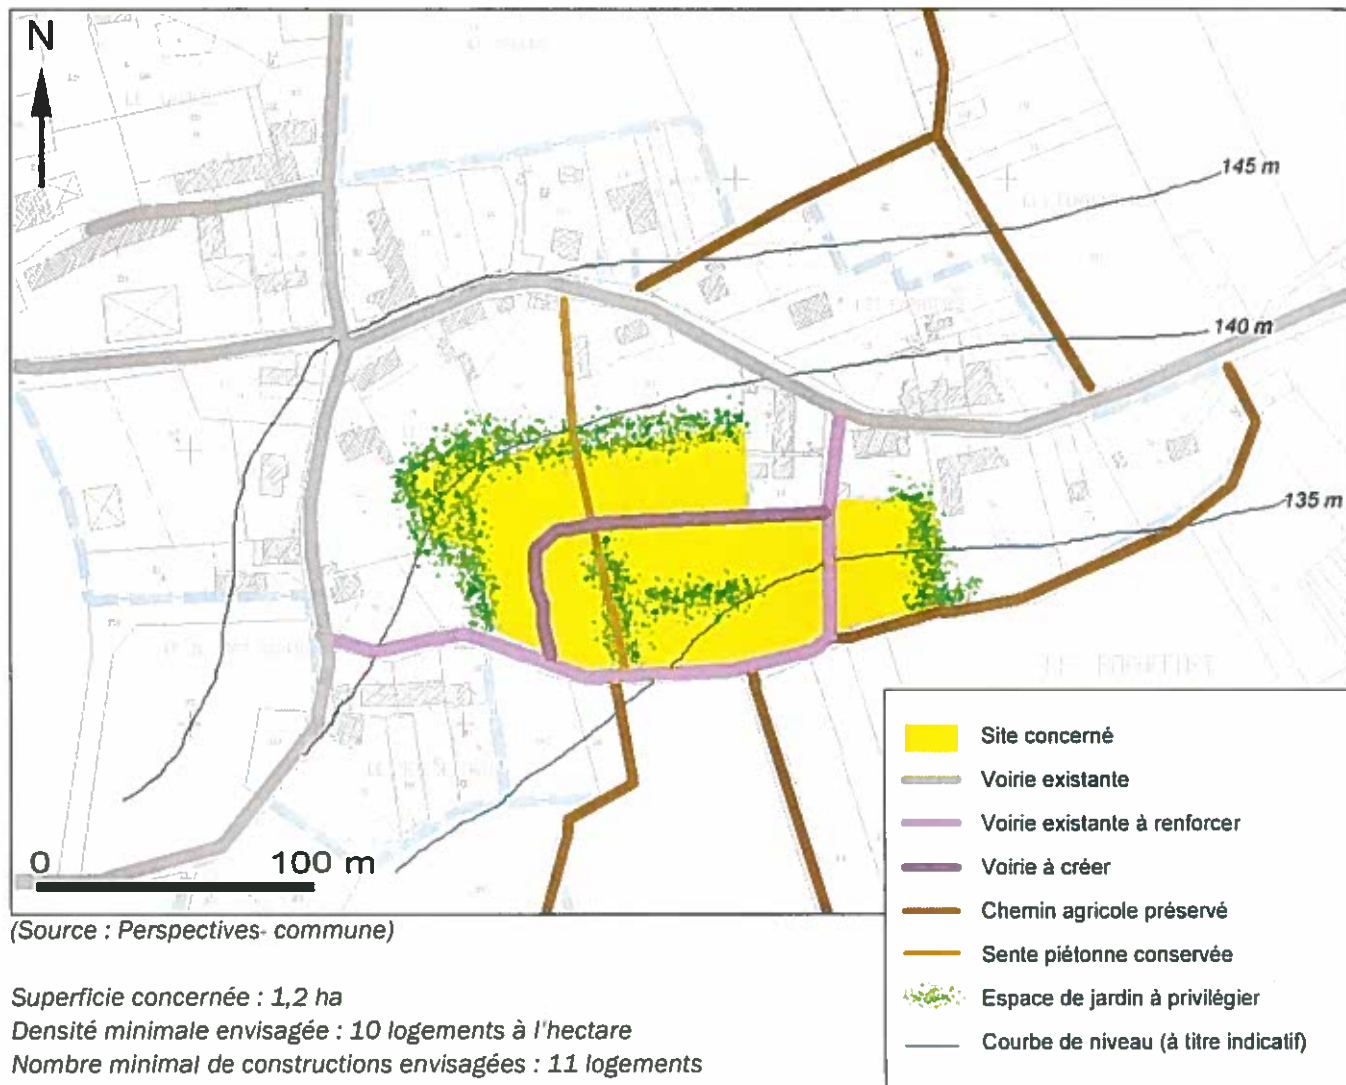 N
145 m
140 m
135 m
0 100 m
Site concerné
Voirie existante
Voirie existante à renforcer
Voirie à créer
Chemin agricole préservé
Sente piétonne conservée
Espace de jardin à privilégier
Courbe de niveau (à titre indicatif)
(Source : Perspectives- commune)
Superficie concernée : 1,2 ha
Densité minimale envisagée : 10 logements à l'hectare
Nombre minimal de constructions envisagées : 11 logements